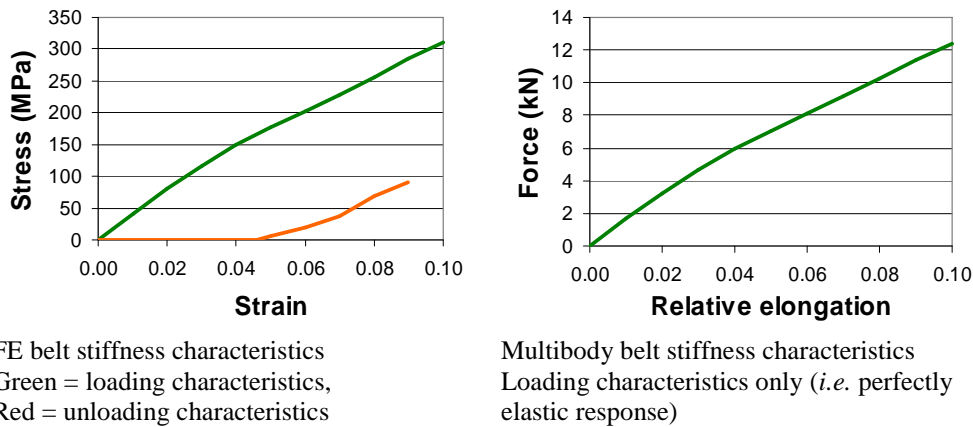 350
300
250
200
150
100
50
0
Stress (MPa)
0.00 0.02 0.04 0.06 0.08 0.10
Strain
14
12
10
8
6
4
2
0
Force (kN)
0.00 0.02 0.04 0.06 0.08 0.10
Relative elongation
FE belt stiffness characteristics
Green = loading characteristics,
Red = unloading characteristics
Multibody belt stiffness characteristics
Loading characteristics only (i.e. perfectly
elastic response)